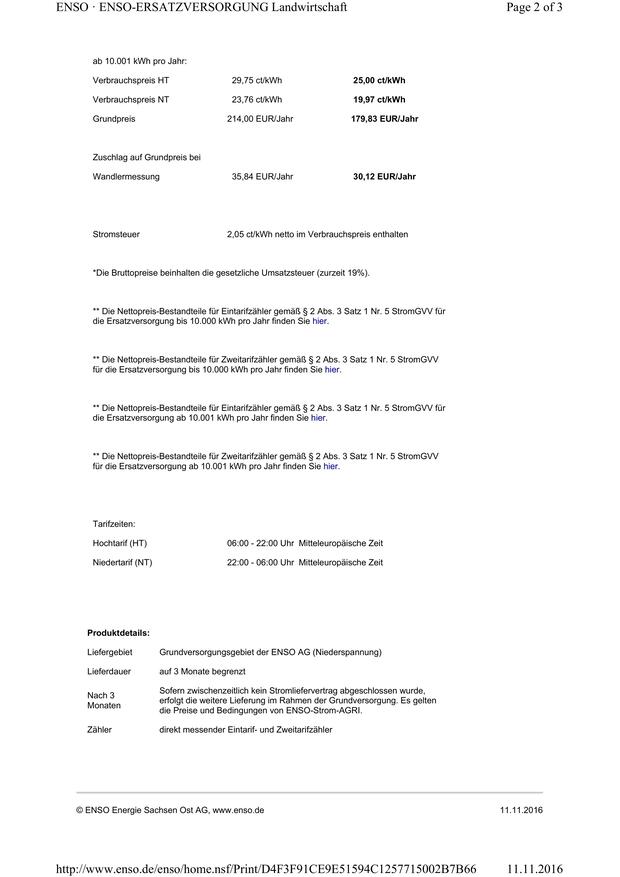 ENSO · ENSO-ERSATZVERSORGUNG Landwirtschaft Page 2 of 3
ab 10.001 kWh pro Jahr:
Verbrauchspreis HT 29,75 ct/kWh 25,00 ct/kWh
Verbrauchspreis NT 23,76 ct/kWh 19,97 ct/kWh
Grundpreis 214,00 EUR/Jahr 179,83 EUR/Jahr
Zuschlag auf Grundpreis bei
Wandlermessung 35,84 EUR/Jahr 30,12 EUR/Jahr
Stromsteuer 2,05 ct/kWh netto im Verbrauchspreis enthalten
*Die Bruttopreise beinhalten die gesetzliche Umsatzsteuer (zurzeit 19%).
** Die Nettopreis-Bestandteile für Eintarifzähler gemäß § 2 Abs. 3 Satz 1 Nr. 5 StromGVV für
die Ersatzversorgung bis 10.000 kWh pro Jahr finden Sie hier.
** Die Nettopreis-Bestandteile für Zweitarifzähler gemäß § 2 Abs. 3 Satz 1 Nr. 5 StromGVV
für die Ersatzversorgung bis 10.000 kWh pro Jahr finden Sie hier.
** Die Nettopreis-Bestandteile für Eintarifzähler gemäß § 2 Abs. 3 Satz 1 Nr. 5 StromGVV für
die Ersatzversorgung ab 10.001 kWh pro Jahr finden Sie hier.
** Die Nettopreis-Bestandteile für Zweitarifzähler gemäß § 2 Abs. 3 Satz 1 Nr. 5 StromGVV
für die Ersatzversorgung ab 10.001 kWh pro Jahr finden Sie hier.
Tarifzeiten:
Hochtarif (HT) 06:00 - 22:00 Uhr Mitteleuropäische Zeit
Niedertarif (NT) 22:00 - 06:00 Uhr Mitteleuropäische Zeit
Produktdetails:
Liefergebiet Grundversorgungsgebiet der ENSO AG (Niederspannung)
Lieferdauer auf 3 Monate begrenzt
Nach 3
Monaten
Sofern zwischenzeitlich kein Stromliefervertrag abgeschlossen wurde,
erfolgt die weitere Lieferung im Rahmen der Grundversorgung. Es gelten
die Preise und Bedingungen von ENSO-Strom-AGRI.
Zähler direkt messender Eintarif- und Zweitarifzähler
© ENSO Energie Sachsen Ost AG, www.enso.de 11.11.2016
http://www.enso.de/enso/home.nsf/Print/D4F3F91CE9E51594C1257715002B7B66 11.11.2016